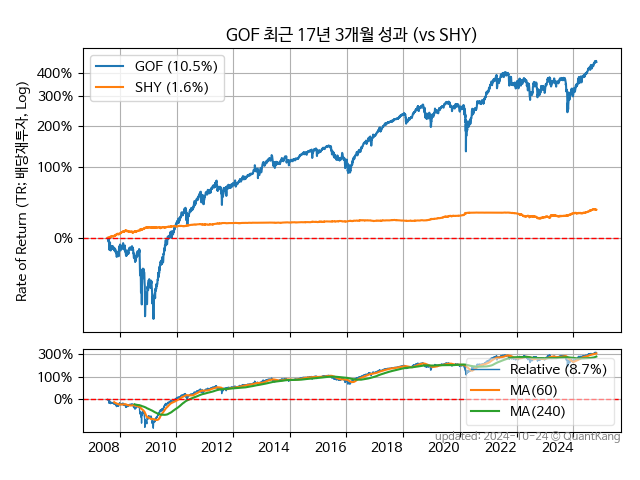 GOF 최근 17년 3개월 성과 (vs SHY)
Rate of Return (TR; 배당재투자, Log)
GOF (10.5%)
SHY (1.6%)
400%
300%
200%
100%
0%
300%
100%
0%
Relative (8.7%)
MA(60)
MA(240)
updated: 2024-10-24 © QuantKang
2008 2010 2012 2014 2016 2018 2020 2022 2024